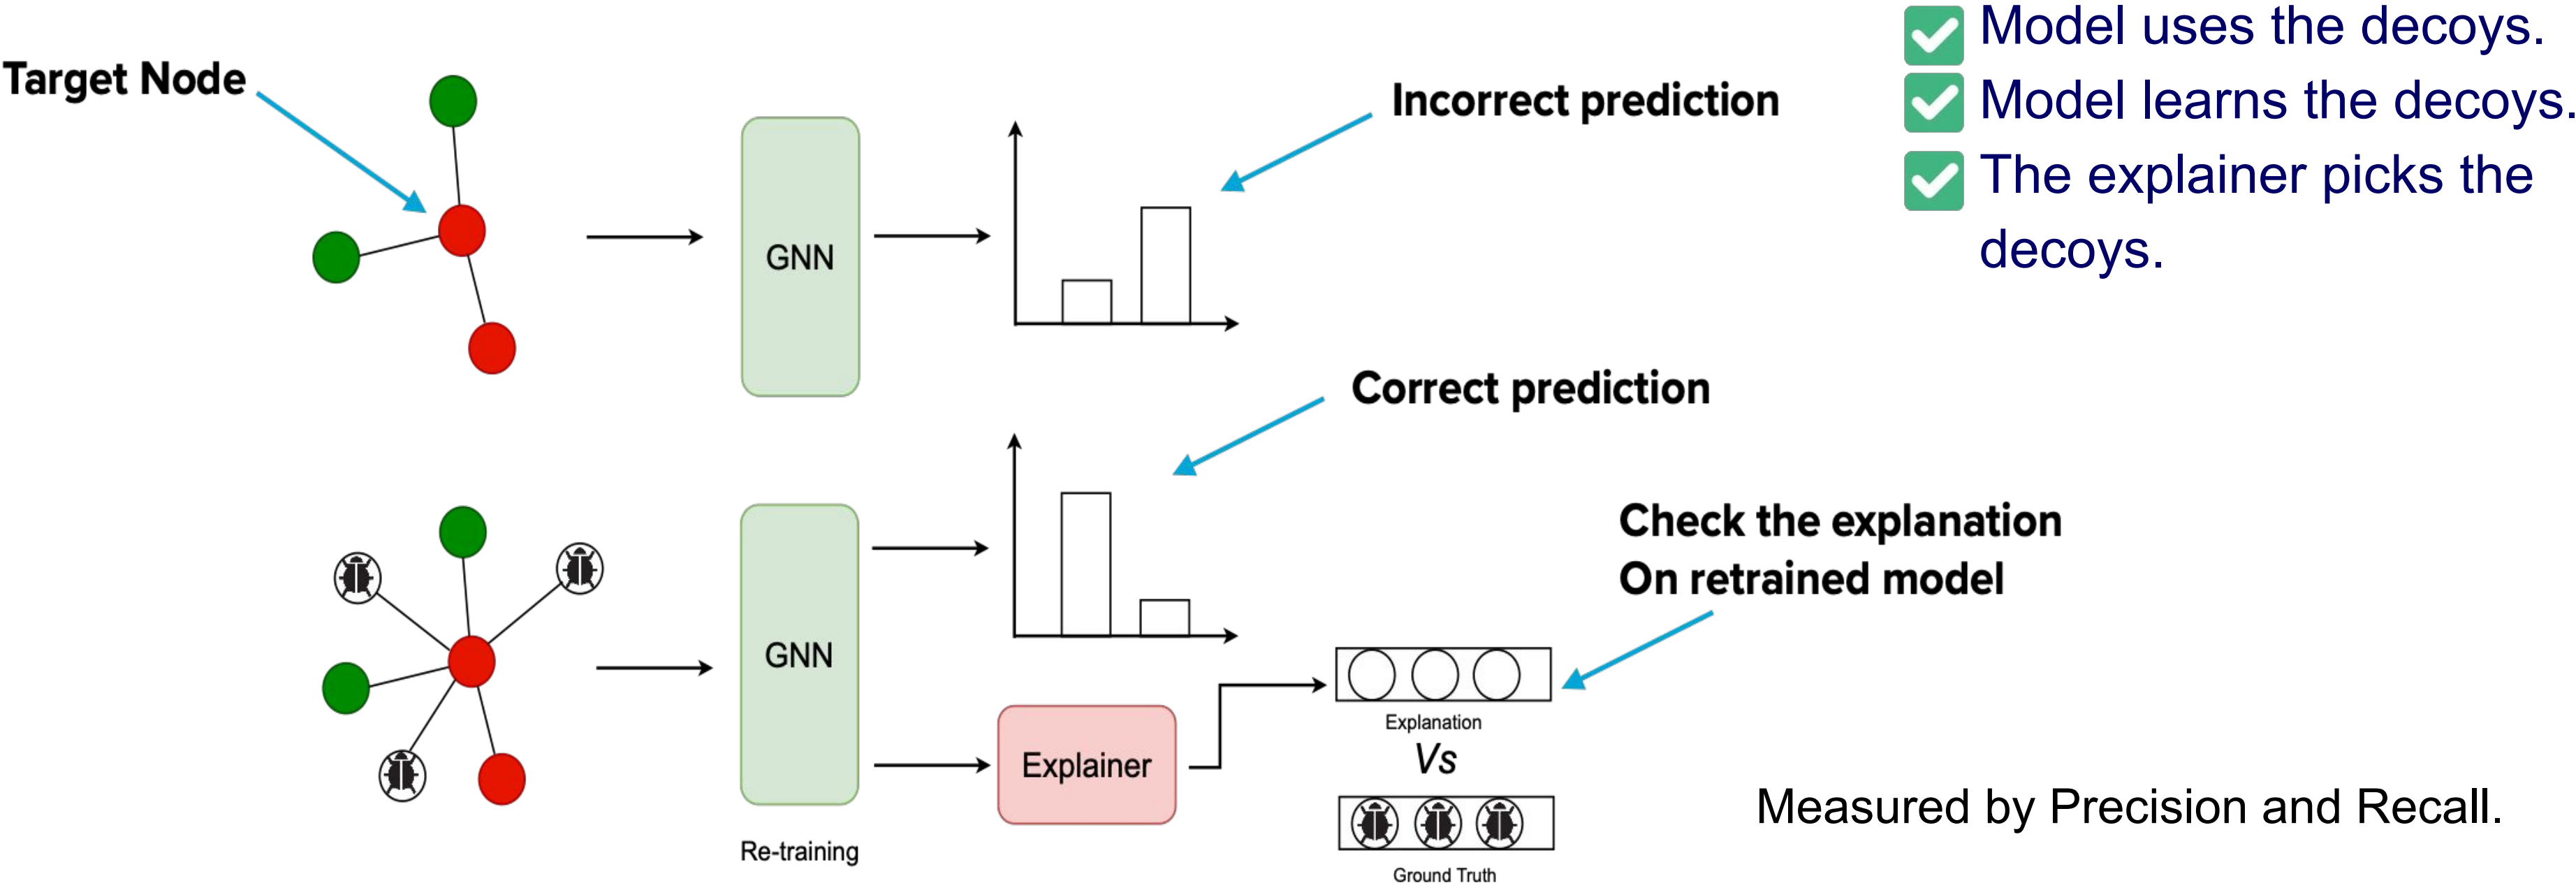 Target Node
GNN
Incorrect prediction
Model uses the decoys.
Model learns the decoys.
The explainer picks the
decoys.
Correct prediction
GNN
Re-training
Explainer
Check the explanation
On retrained model
Explanation
Vs
Ground Truth
Measured by Precision and Recall.